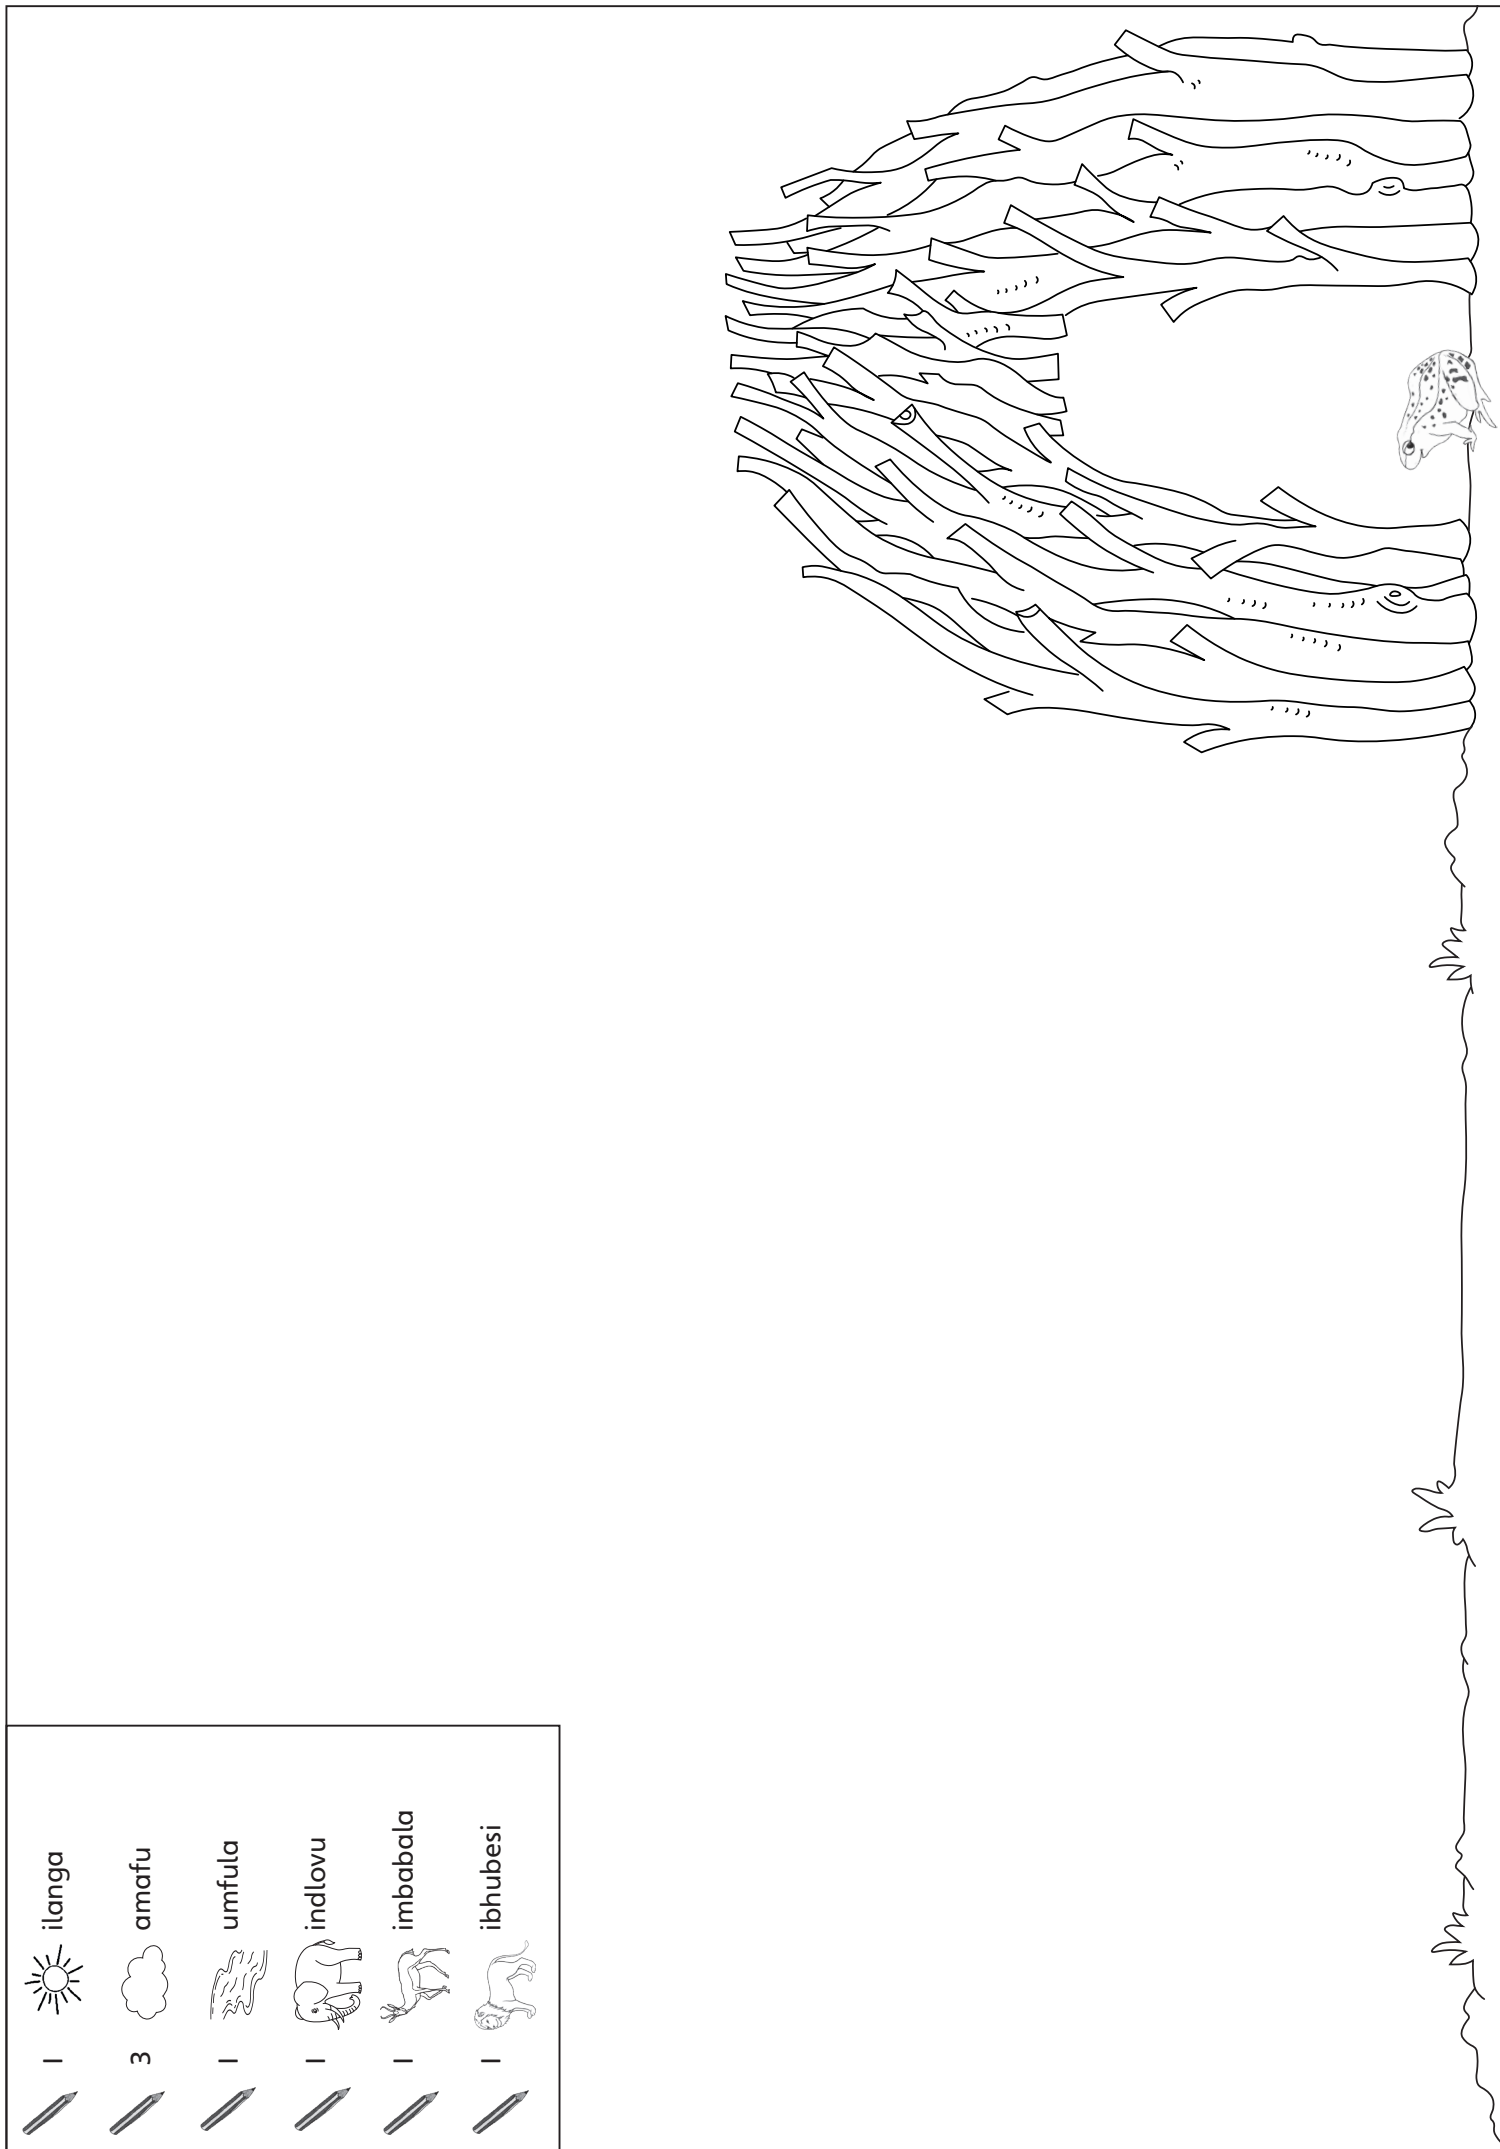 1 ilanga
3 amafu
1 umfula
1 indlovu
1 imbabala
1 ibhubesi